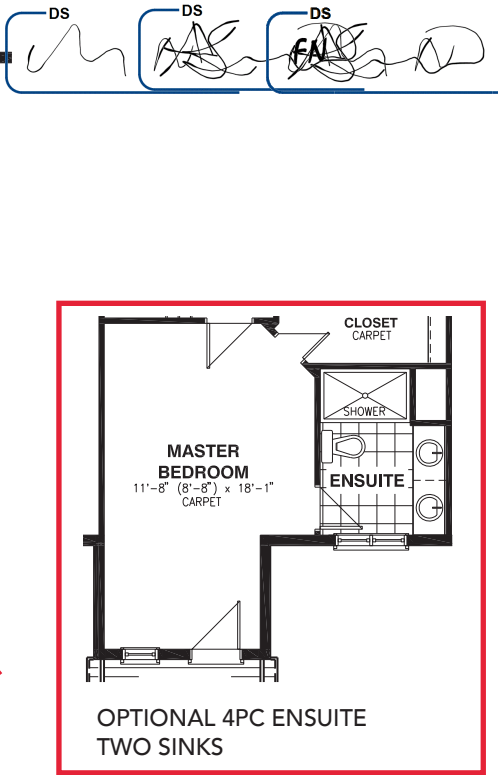 DS
DS
DS
CLOSET
CARPET
SHOWER
MASTER
BEDROOM
11'-8" (8'-8") x 18'-1"
CARPET
ENSUITE
OPTIONAL 4PC ENSUITE
TWO SINKS